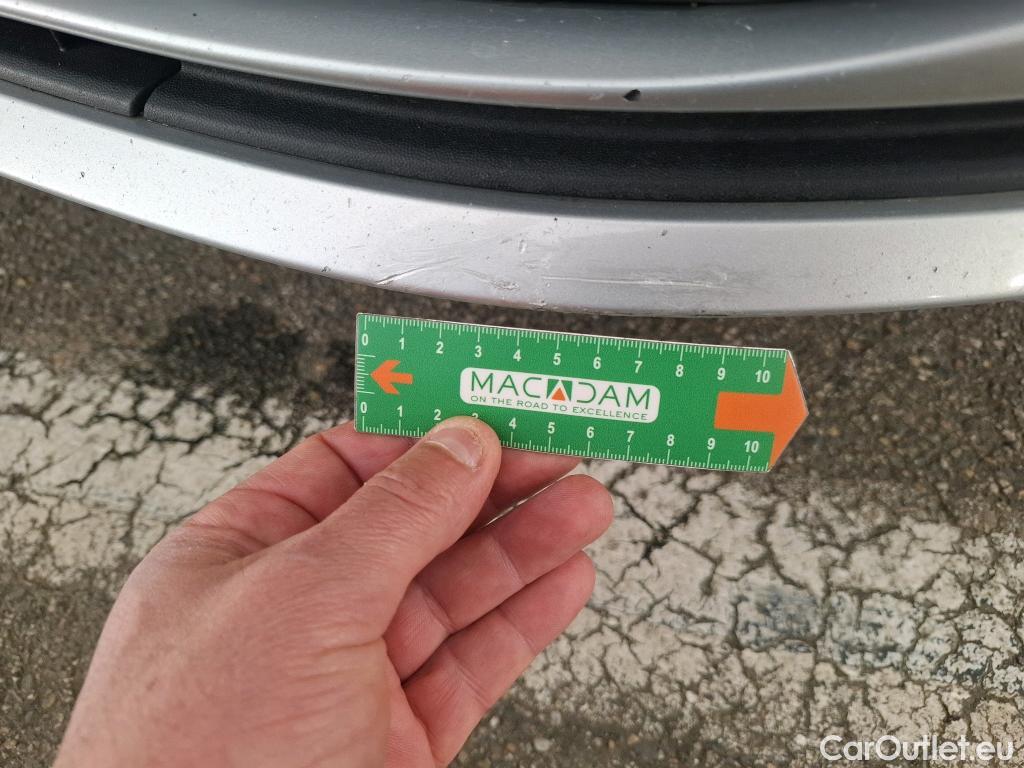 0 1 2 3 4 5 6 7 8 9 10
MACADAM
ON THE ROAD TO EXCELLENCE
0 1 2 3 4 5 6 7 8 9 10
CarOutlet.eu